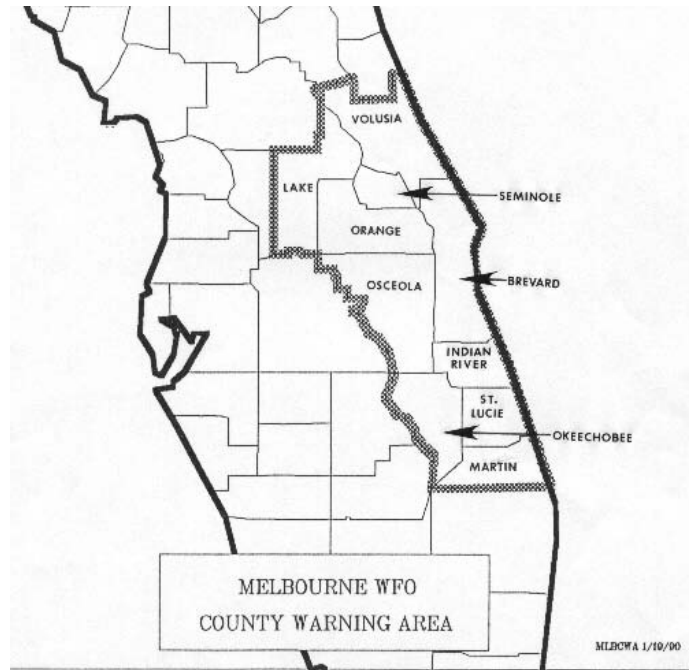 VOLUSIA
LAKE
SEMINOLE
ORANGE
OSCEOLA
BREVARD
INDIAN
RIVER
ST.
LUCIE
OKEECHOBEE
MARTIN
MELBOURNE WFO
COUNTY WARNING AREA
MLBCWA 1/19/90